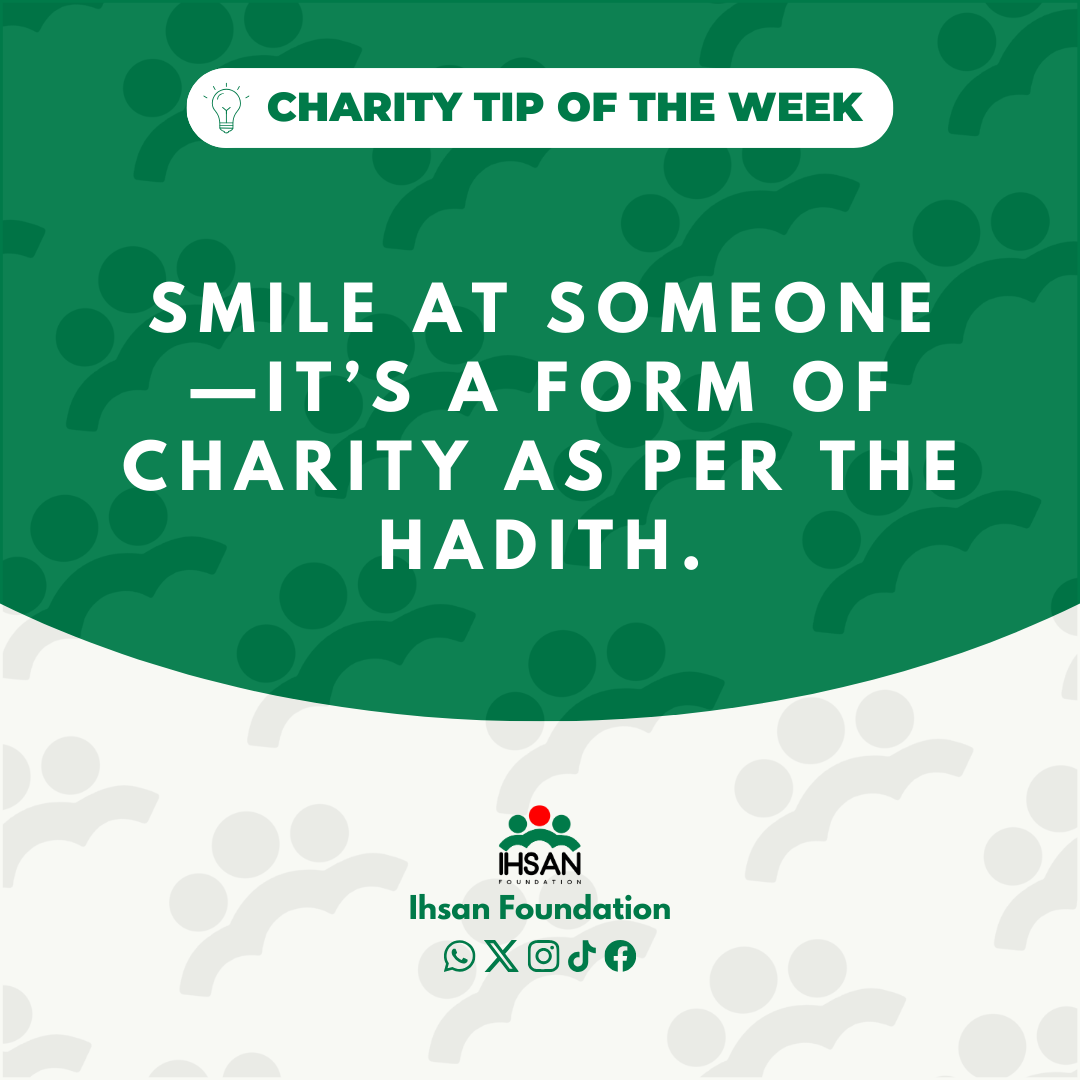 CHARITY TIP OF THE WEEK
SMILE AT SOMEONE
—IT’S A FORM OF
CHARITY AS PER THE
HADITH.
IHSAN
FOUNDATION
Ihsan Foundation